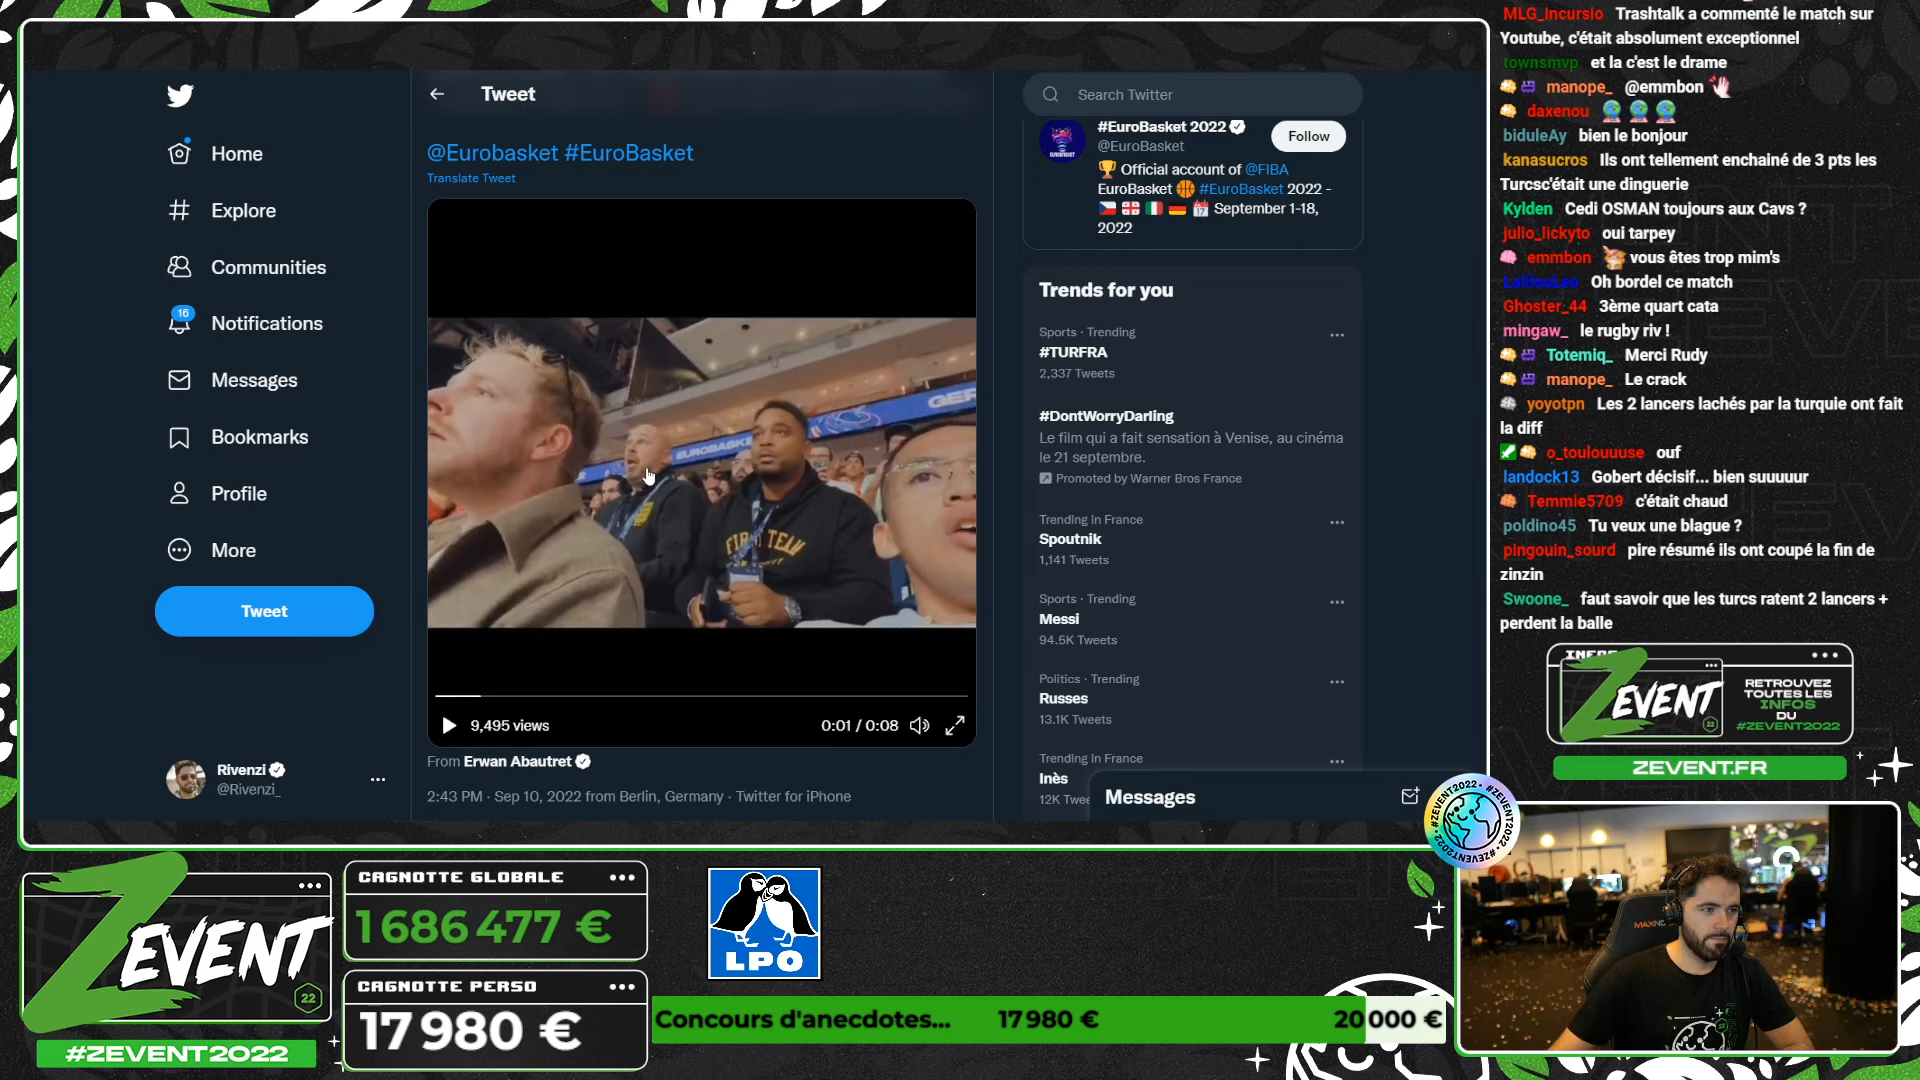 Tweet
Home
Explore
Communities
16
Notifications
Messages
Bookmarks
Profile
More
Tweet
Rivenzi
@Rivenzi_
@Eurobasket #EuroBasket
Translate Tweet
EUROBASKE
GER
FIRST TEAM
9,495 views
0:01 / 0:08
From Erwan Abautret
2:43 PM · Sep 10, 2022 from Berlin, Germany · Twitter for iPhone
Search Twitter
#EuroBasket 2022
@EuroBasket
Follow
🏆 Official account of @FIBA
EuroBasket 🏀 #EuroBasket 2022 -
🇨🇿 🇬🇪 🇮🇹 🇩🇪 📅 September 1-18,
2022
Trends for you
Sports · Trending
#TURFRA
2,337 Tweets
#DontWorryDarling
Le film qui a fait sensation à Venise, au cinéma
le 21 septembre.
Promoted by Warner Bros France
Trending in France
Spoutnik
1,141 Tweets
Sports · Trending
Messi
94.5K Tweets
Politics · Trending
Russes
13.1K Tweets
Trending in France
Inès
12K Twee
Messages
MLG_Incursio Trashtalk a commenté le match sur
Youtube, c'était absolument exceptionnel
townsmvp et la c'est le drame
manope_ @emmbon
daxenou
biduleAy bien le bonjour
kanasucros Ils ont tellement enchainé de 3 pts les
Turcsc'était une dinguerie
Kylden Cedi OSMAN toujours aux Cavs ?
julio_lickyto oui tarpey
emmbon vous êtes trop mim's
LalilouLeo Oh bordel ce match
Ghoster_44 3ème quart cata
mingaw_ le rugby riv !
Totemiq_ Merci Rudy
manope_ Le crack
yoyotpn Les 2 lancers lachés par la turquie ont fait
la diff
o_toulouuuse ouf
landock13 Gobert décisif... bien suuuuur
Temmie5709 c'était chaud
poldino45 Tu veux une blague ?
pingouin_sourd pire résumé ils ont coupé la fin de
zinzin
Swoone_ faut savoir que les turcs ratent 2 lancers +
perdent la balle
ZEVENT
22
RETROUVEZ
TOUTES LES
INFOS
DU
#ZEVENT2022
ZEVENT.FR
#ZEVENT2022 · #ZEVENT2022 ·
MAXNO
ZEVENT
22
#ZEVENT2022
CAGNOTTE GLOBALE
1 686 477 €
CAGNOTTE PERSO
17 980 €
LPO
Concours d'anecdotes... 17 980 € 20 000 €